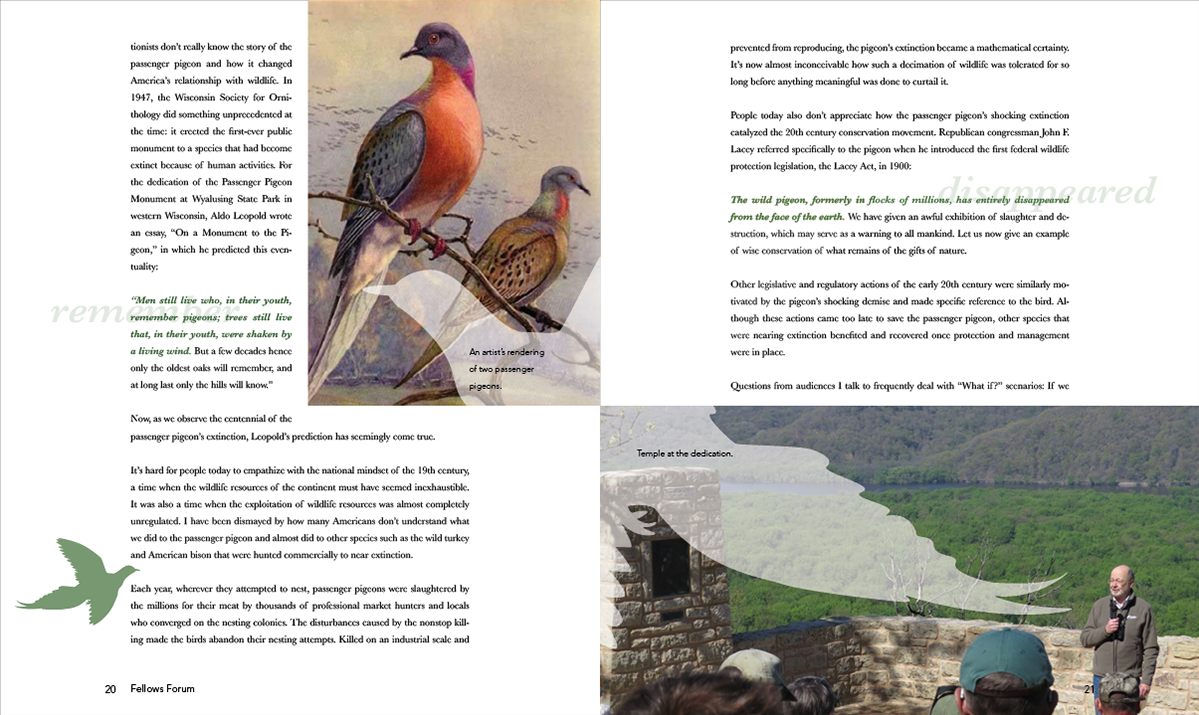 tionists don't really know the story of the
passenger pigeon and how it changed
America's relationship with wildlife. In
1947, the Wisconsin Society for Orni-
thology did something unprecedented at
the time: it erected the first-ever public
monument to a species that had become
extinct because of human activities. For
the dedication of the Passenger Pigeon
Monument at Wyalusing State Park in
western Wisconsin, Aldo Leopold wrote
an essay, “On a Monument to the Pi-
geon,” in which he predicted this even-
tuality:
remember
“Men still live who, in their youth,
remember pigeons; trees still live
that, in their youth, were shaken by
a living wind. But a few decades hence
only the oldest oaks will remember, and
at long last only the hills will know.”
An artist's rendering
of two passenger
pigeons.
Now, as we observe the centennial of the
passenger pigeon's extinction, Leopold's prediction has seemingly come true.
It's hard for people today to empathize with the national mindset of the 19th century,
a time when the wildlife resources of the continent must have seemed inexhaustible.
It was also a time when the exploitation of wildlife resources was almost completely
unregulated. I have been dismayed by how many Americans don't understand what
we did to the passenger pigeon and almost did to other species such as the wild turkey
and American bison that were hunted commercially to near extinction.
Each year, wherever they attempted to nest, passenger pigeons were slaughtered by
the millions for their meat by thousands of professional market hunters and locals
who converged on the nesting colonies. The disturbances caused by the nonstop kill-
ing made the birds abandon their nesting attempts. Killed on an industrial scale and
20 Fellows Forum
prevented from reproducing, the pigeon's extinction became a mathematical certainty.
It's now almost inconceivable how such a decimation of wildlife was tolerated for so
long before anything meaningful was done to curtail it.
People today also don't appreciate how the passenger pigeon's shocking extinction
catalyzed the 20th century conservation movement. Republican congressman John F.
Lacey referred specifically to the pigeon when he introduced the first federal wildlife
protection legislation, the Lacey Act, in 1900:
disappeared
The wild pigeon, formerly in flocks of millions, has entirely disappeared
from the face of the earth. We have given an awful exhibition of slaughter and de-
struction, which may serve as a warning to all mankind. Let us now give an example
of wise conservation of what remains of the gifts of nature.
Other legislative and regulatory actions of the early 20th century were similarly mo-
tivated by the pigeon's shocking demise and made specific reference to the bird. Al-
though these actions came too late to save the passenger pigeon, other species that
were nearing extinction benefited and recovered once protection and management
were in place.
Questions from audiences I talk to frequently deal with “What if?” scenarios: If we
Temple at the dedication.
21